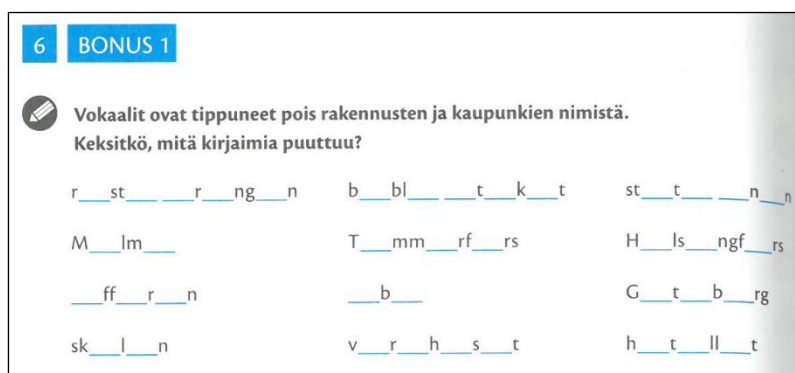 6 BONUS 1
Vokaalit ovat tippuneet pois rakennusten ja kaupunkien nimistä.
Keksitkö, mitä kirjaimia puuttuu?
r___st___ ___r___ng___n b___bl___ ___t___k___t st___t___ ___n___n
M___lm___ T___mm___rf___rs H___ls___ngf___rs
___ff___r___n ___b___ G___t___b___rg
sk___l___n v___r___h___s___t h___t___ll___t